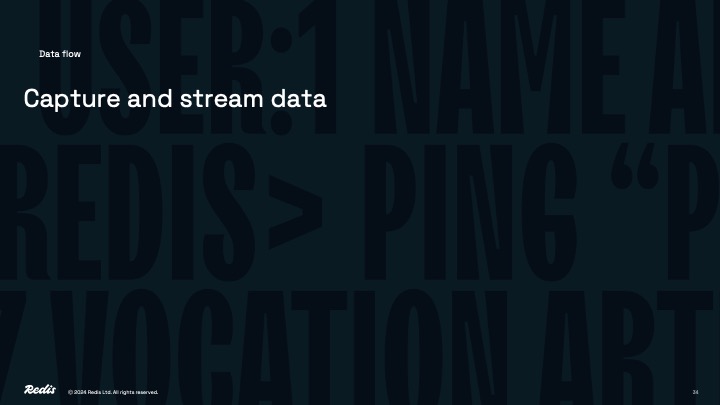 USER:1 NAME A
Data flow
Capture and stream data
REDIS> PING “P
Z VOCATION ART
Redis
© 2024 Redis Ltd. All rights reserved.
34